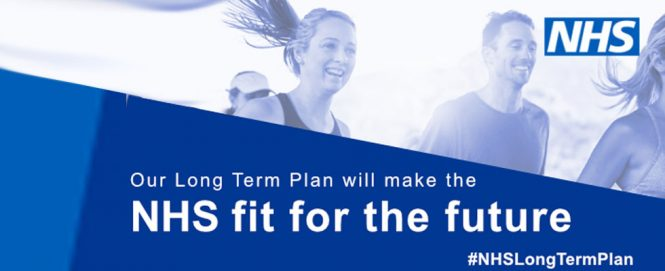 NHS
Our Long Term Plan will make the
NHS fit for the future
#NHSLongTermPlan